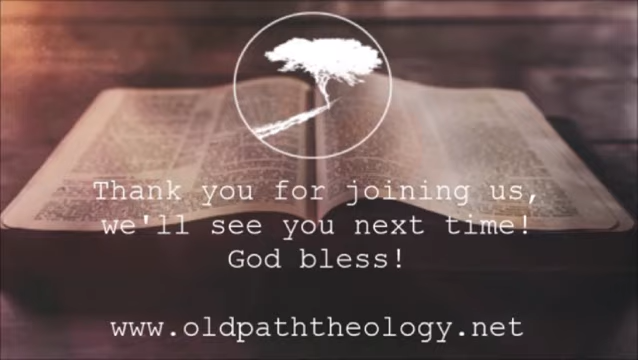 Thank you for joining us,
we'll see you next time!
God bless!
www.oldpaththeology.net